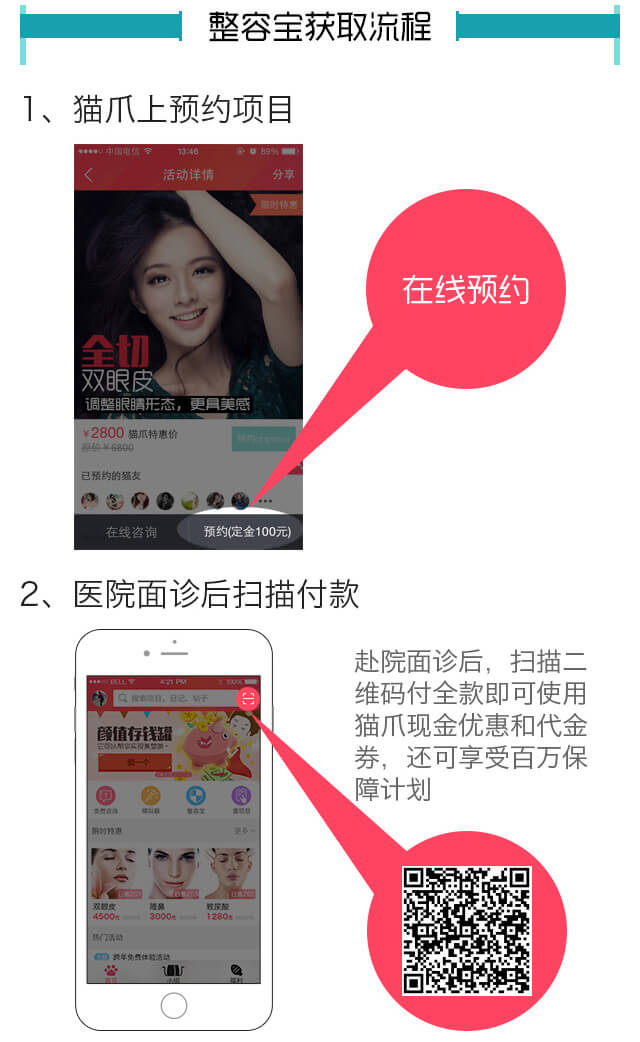 整容宝获取流程
1、猫爪上预约项目
中国电信 13:46 89%
活动详情 分享
限时特惠
全切
双眼皮
调整眼睛形态，更具美感
¥2800 猫爪特惠价
原价¥6800
已预约的猫友
在线咨询 预约(定金100元)
在线预约
2、医院面诊后扫描付款
BELL 4:21 PM 100%
搜索项目、日记、帖子
颜值存钱罐
免费咨询 整容宝
限时特惠 更多
双眼皮 隆鼻 玻尿酸
4500元 3000元 1280元
热门活动
跨年免费体验活动
首页 小组 福利
赴院面诊后，扫描二
维码付全款即可使用
猫爪现金优惠和代金
券，还可享受百万保
障计划